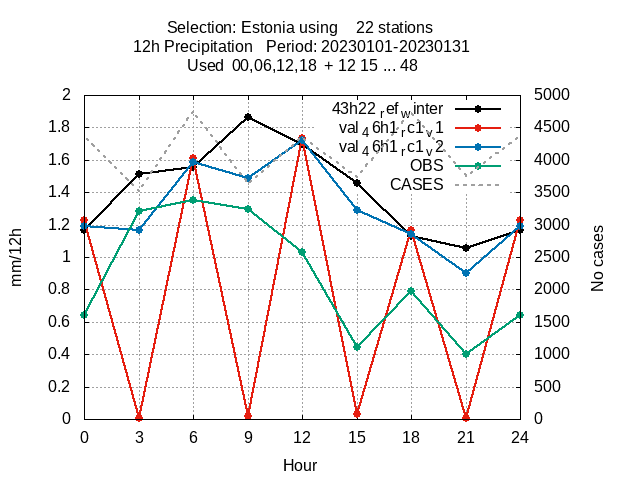 Selection: Estonia using 22 stations
12h Precipitation Period: 20230101-20230131
Used 00,06,12,18 + 12 15 ... 48
2 5000
1.8 4500
1.6 4000
1.4 3500
1.2 3000
1 2500
0.8 2000
0.6 1500
0.4 1000
0.2 500
0 0
mm/12h
No cases
43h22_ref_winter
val_46h1_rc1_v1
val_46h1_rc1_v2
OBS
CASES
0 3 6 9 12 15 18 21 24
Hour